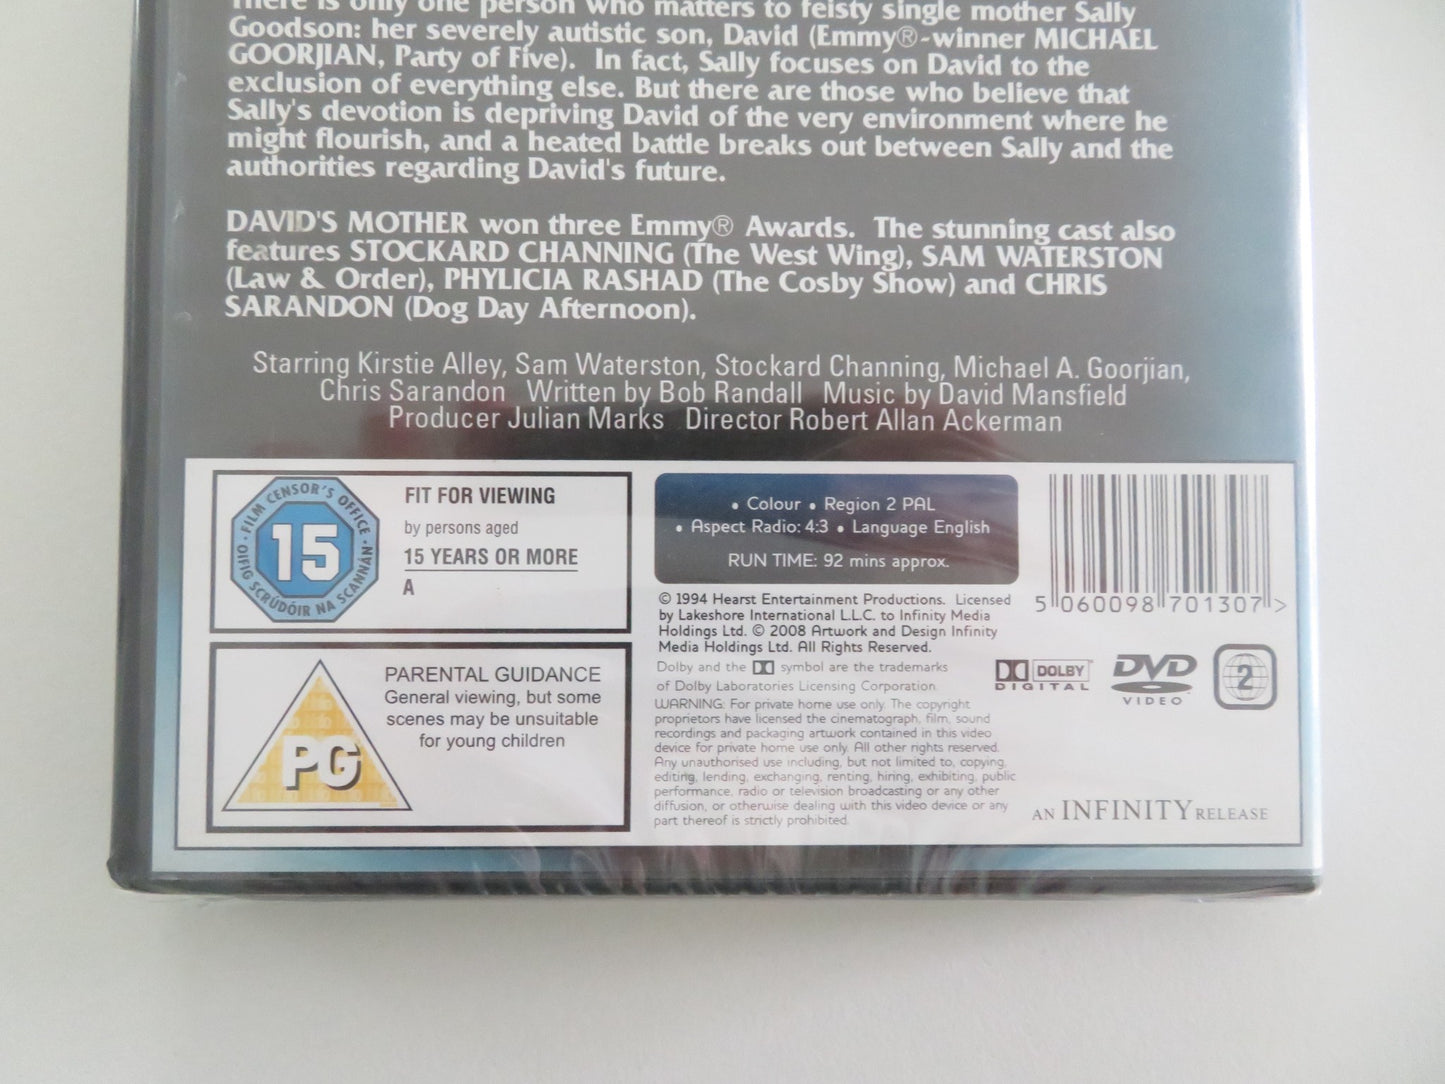 There is only one person who matters to feisty single mother Sally
Goodson: her severely autistic son, David (Emmy®-winner MICHAEL
GOORJIAN, Party of Five). In fact, Sally focuses on David to the
exclusion of everything else. But there are those who believe that
Sally's devotion is depriving David of the very environment where he
might flourish, and a heated battle breaks out between Sally and the
authorities regarding David's future.
DAVID'S MOTHER won three Emmy® Awards. The stunning cast also
features STOCKARD CHANNING (The West Wing), SAM WATERSTON
(Law & Order), PHYLICIA RASHAD (The Cosby Show) and CHRIS
SARANDON (Dog Day Afternoon).
Starring Kirstie Alley, Sam Waterston, Stockard Channing, Michael A. Goorjian,
Chris Sarandon Written by Bob Randall Music by David Mansfield
Producer Julian Marks Director Robert Allan Ackerman
FILM CENSOR'S OFFICE
15
OIFIG SCRÚDÓIR NA SCANNÁN
FIT FOR VIEWING
by persons aged
15 YEARS OR MORE
A
PG
PARENTAL GUIDANCE
General viewing, but some
scenes may be unsuitable
for young children
• Colour • Region 2 PAL
• Aspect Radio: 4:3 • Language English
RUN TIME: 92 mins approx.
© 1994 Hearst Entertainment Productions. Licensed
by Lakeshore International L.L.C. to Infinity Media
Holdings Ltd. © 2008 Artwork and Design Infinity
Media Holdings Ltd. All Rights Reserved.
Dolby and the symbol are the trademarks
of Dolby Laboratories Licensing Corporation.
WARNING: For private home use only. The copyright
proprietors have licensed the cinematograph, film, sound
recordings and packaging artwork contained in this video
device for private home use only. All other rights reserved.
Any unauthorised use including, but not limited to, copying,
editing, lending, exchanging, renting, hiring, exhibiting, public
performance, radio or television broadcasting or any other
diffusion, or otherwise dealing with this video device or any
part thereof is strictly prohibited.
5 060098 701307 >
DOLBY
DIGITAL
DVD
VIDEO
2
AN INFINITY RELEASE